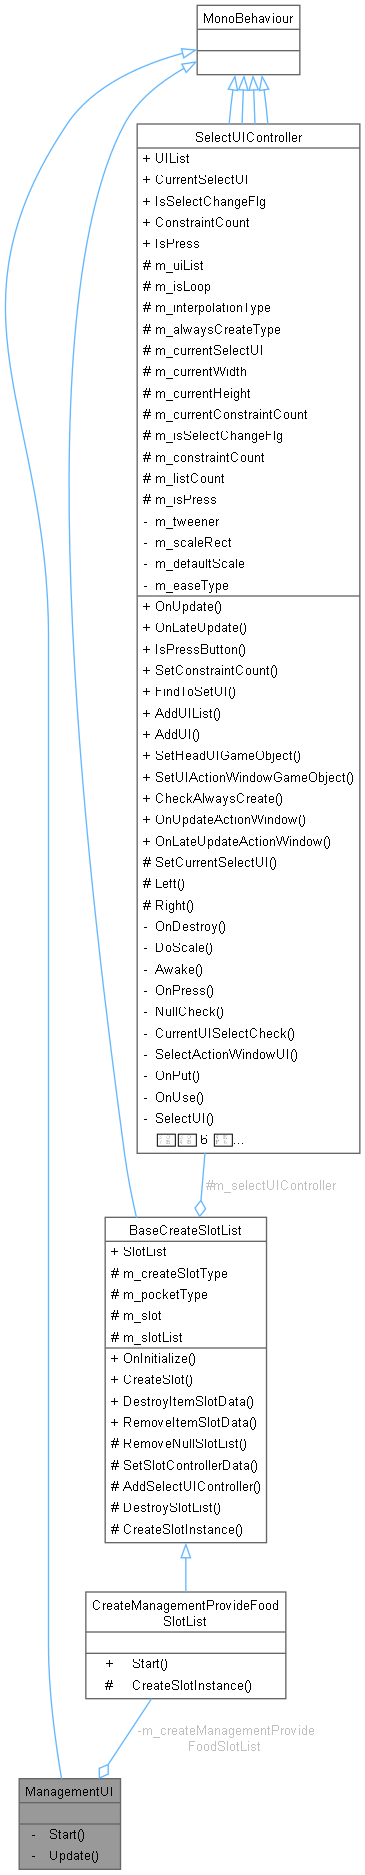 MonoBehaviour
SelectUIController
+ UIList
+ CurrentSelectUI
+ IsSelectChangeFlg
+ ConstraintCount
+ IsPress
# m_uiList
# m_isLoop
# m_interpolationType
# m_alwaysCreateType
# m_currentSelectUI
# m_currentWidth
# m_currentHeight
# m_currentConstraintCount
# m_isSelectChangeFlg
# m_constraintCount
# m_listCount
# m_isPress
- m_tweener
- m_scaleRect
- m_defaultScale
- m_easeType
+ OnUpdate()
+ OnLateUpdate()
+ IsPressButton()
+ SetConstraintCount()
+ FindToSetUI()
+ AddUIList()
+ AddUI()
+ SetHeadUIGameObject()
+ SetUIActionWindowGameObject()
+ CheckAlwaysCreate()
+ OnUpdateActionWindow()
+ OnLateUpdateActionWindow()
# SetCurrentSelectUI()
# Left()
# Right()
- OnDestroy()
- DoScale()
- Awake()
- OnPress()
- NullCheck()
- CurrentUISelectCheck()
- SelectActionWindowUI()
- OnPut()
- OnUse()
- SelectUI()
6 ...
#m_selectUIController
BaseCreateSlotList
+ SlotList
# m_createSlotType
# m_pocketType
# m_slot
# m_slotList
+ OnInitialize()
+ CreateSlot()
+ DestroyItemSlotData()
+ RemoveItemSlotData()
# RemoveNullSlotList()
# SetSlotControllerData()
# AddSelectUIController()
# DestroySlotList()
# CreateSlotInstance()
CreateManagementProvideFood
SlotList
+ Start()
# CreateSlotInstance()
-m_createManagementProvide
FoodSlotList
ManagementUI
- Start()
- Update()